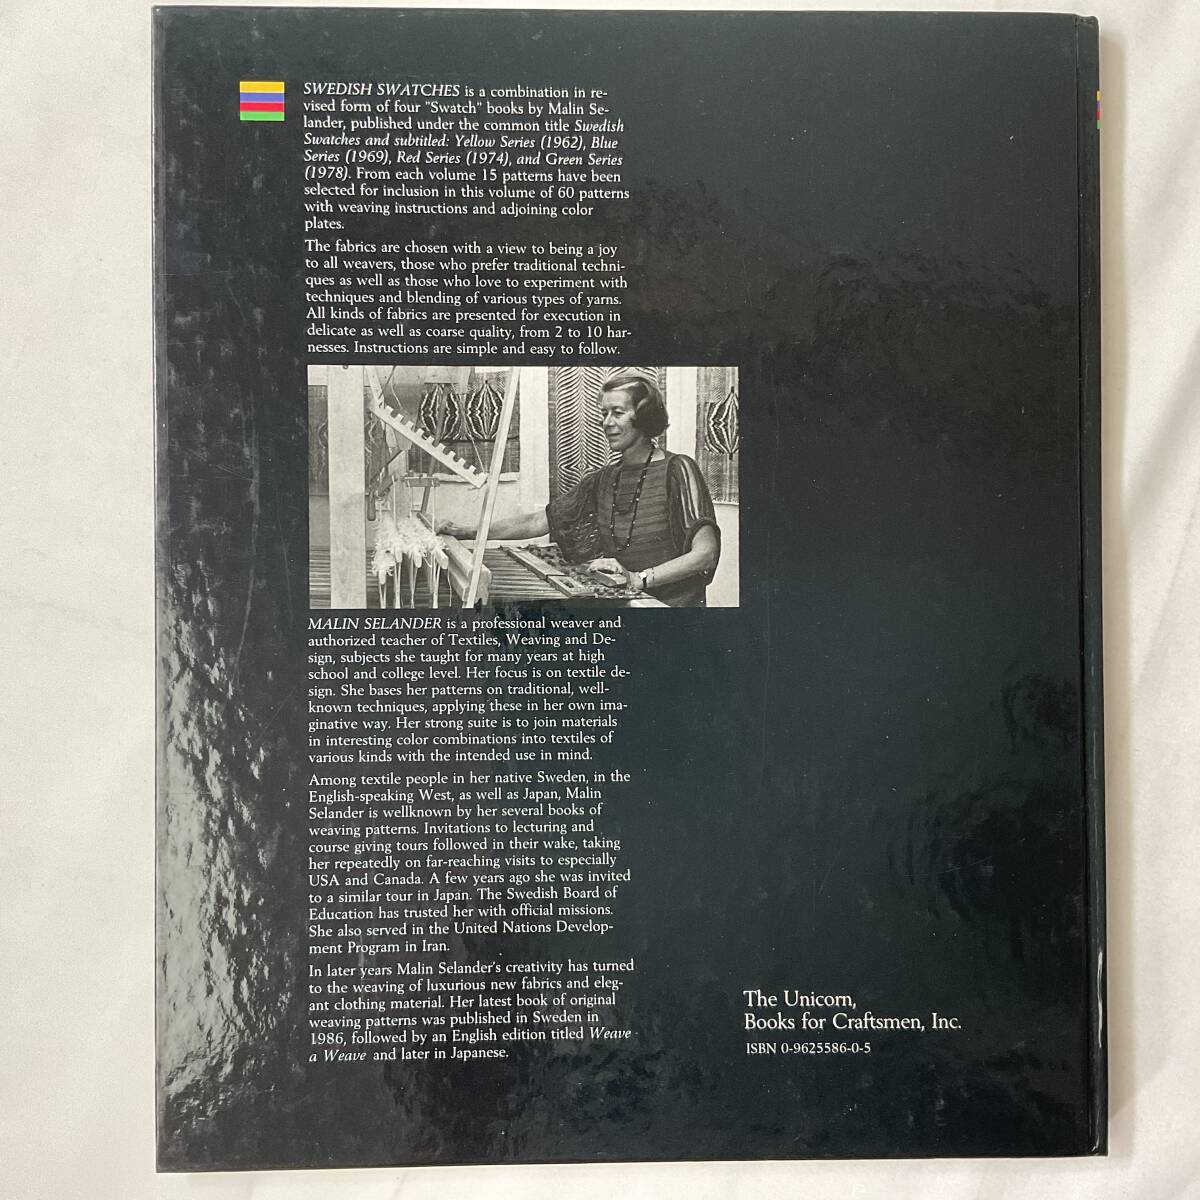 SWEDISH SWATCHES is a combination in re-
vised form of four "Swatch" books by Malin Se-
lander, published under the common title Swedish
Swatches and subtitled: Yellow Series (1962), Blue
Series (1969), Red Series (1974), and Green Series
(1978). From each volume 15 patterns have been
selected for inclusion in this volume of 60 patterns
with weaving instructions and adjoining color
plates.
The fabrics are chosen with a view to being a joy
to all weavers, those who prefer traditional techni-
ques as well as those who love to experiment with
techniques and blending of various types of yarns.
All kinds of fabrics are presented for execution in
delicate as well as coarse quality, from 2 to 10 har-
nesses. Instructions are simple and easy to follow.
MALIN SELANDER is a professional weaver and
authorized teacher of Textiles, Weaving and De-
sign, subjects she taught for many years at high
school and college level. Her focus is on textile de-
sign. She bases her patterns on traditional, well-
known techniques, applying these in her own ima-
ginative way. Her strong suite is to join materials
in interesting color combinations into textiles of
various kinds with the intended use in mind.
Among textile people in her native Sweden, in the
English-speaking West, as well as Japan, Malin
Selander is wellknown by her several books of
weaving patterns. Invitations to lecturing and
course giving tours followed in their wake, taking
her repeatedly on far-reaching visits to especially
USA and Canada. A few years ago she was invited
to a similar tour in Japan. The Swedish Board of
Education has trusted her with official missions.
She also served in the United Nations Develop-
ment Program in Iran.
In later years Malin Selander's creativity has turned
to the weaving of luxurious new fabrics and eleg-
ant clothing material. Her latest book of original
weaving patterns was published in Sweden in
1986, followed by an English edition titled Weave
a Weave and later in Japanese.
The Unicorn,
Books for Craftsmen, Inc.
ISBN 0-9625586-0-5